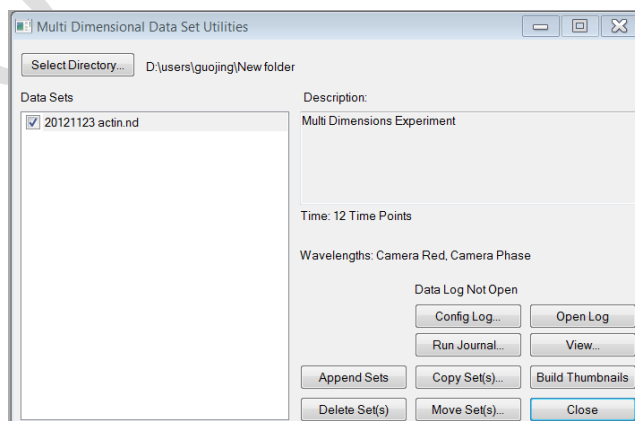 Multi Dimensional Data Set Utilities
Select Directory... D:\users\guojing\New folder
Data Sets
Description:
20121123 actin.nd
Multi Dimensions Experiment
Time: 12 Time Points
Wavelengths: Camera Red, Camera Phase
Data Log Not Open
Config Log... Open Log
Run Journal... View...
Append Sets Copy Set(s)... Build Thumbnails
Delete Set(s) Move Set(s)... Close